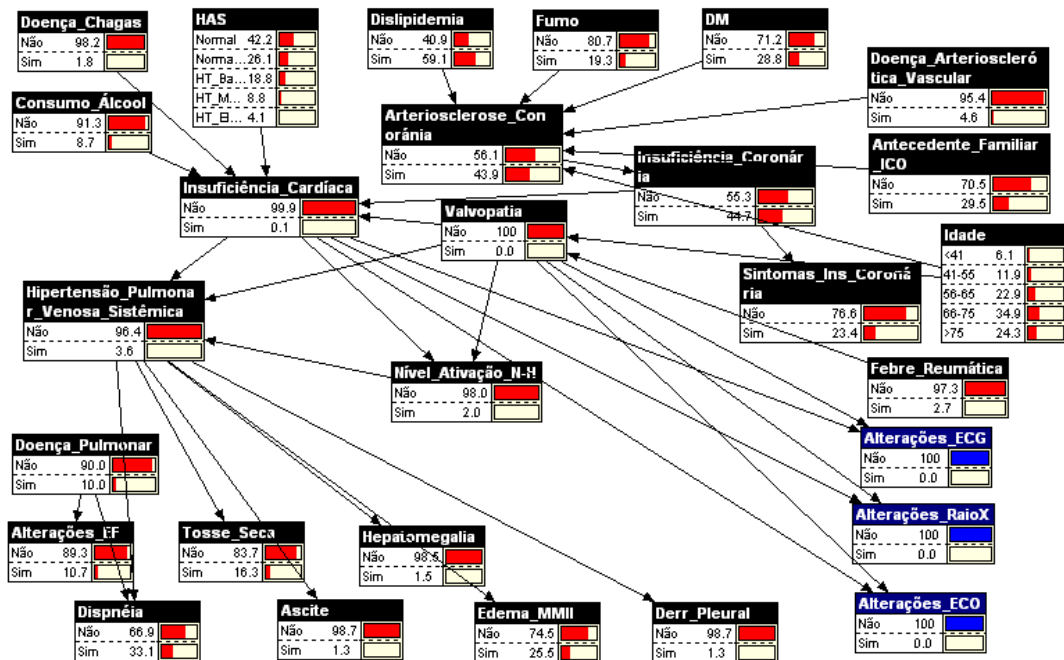 Doença_Chagas
Não 98.2
Sim 1.8
HAS
Normal 42.2
Norma... 26.1
HT_Ba... 18.8
HT_M... 8.8
HT_El... 4.1
Dislipidemia
Não 40.9
Sim 59.1
Fumo
Não 80.7
Sim 19.3
DM
Não 71.2
Sim 28.8
Doença_Arterioscleró
tica_Vascular
Não 95.4
Sim 4.6
Consumo_Álcool
Não 91.3
Sim 8.7
Arteriosclerose_Cor
oránia
Não 56.1
Sim 43.9
Insuficiência_Coronár
ia
Não 55.3
Sim 44.7
Antecedente_Familiar
_ICO
Não 70.5
Sim 29.5
Insuficiência_Cardíaca
Não 99.9
Sim 0.1
Valvopatia
Não 100
Sim 0.0
Idade
<41 6.1
41-55 11.9
56-65 22.9
66-75 34.9
>75 24.3
Sintomas_Ins_Coroná
ria
Não 76.6
Sim 23.4
Hipertensão_Pulmona
r_Venosa_Sistêmica
Não 96.4
Sim 3.6
Nível_Ativação_N-H
Não 98.0
Sim 2.0
Febre_Reumática
Não 97.3
Sim 2.7
Doença_Pulmonar
Não 90.0
Sim 10.0
Alterações_ECG
Não 100
Sim 0.0
Alterações_EF
Não 89.3
Sim 10.7
Tosse_Seca
Não 83.7
Sim 16.3
Hepatomegalia
Não 98.5
Sim 1.5
Alterações_RaioX
Não 100
Sim 0.0
Dispnéia
Não 66.9
Sim 33.1
Ascite
Não 98.7
Sim 1.3
Edema_MMII
Não 74.5
Sim 25.5
Derr_Pleural
Não 98.7
Sim 1.3
Alterações_ECO
Não 100
Sim 0.0